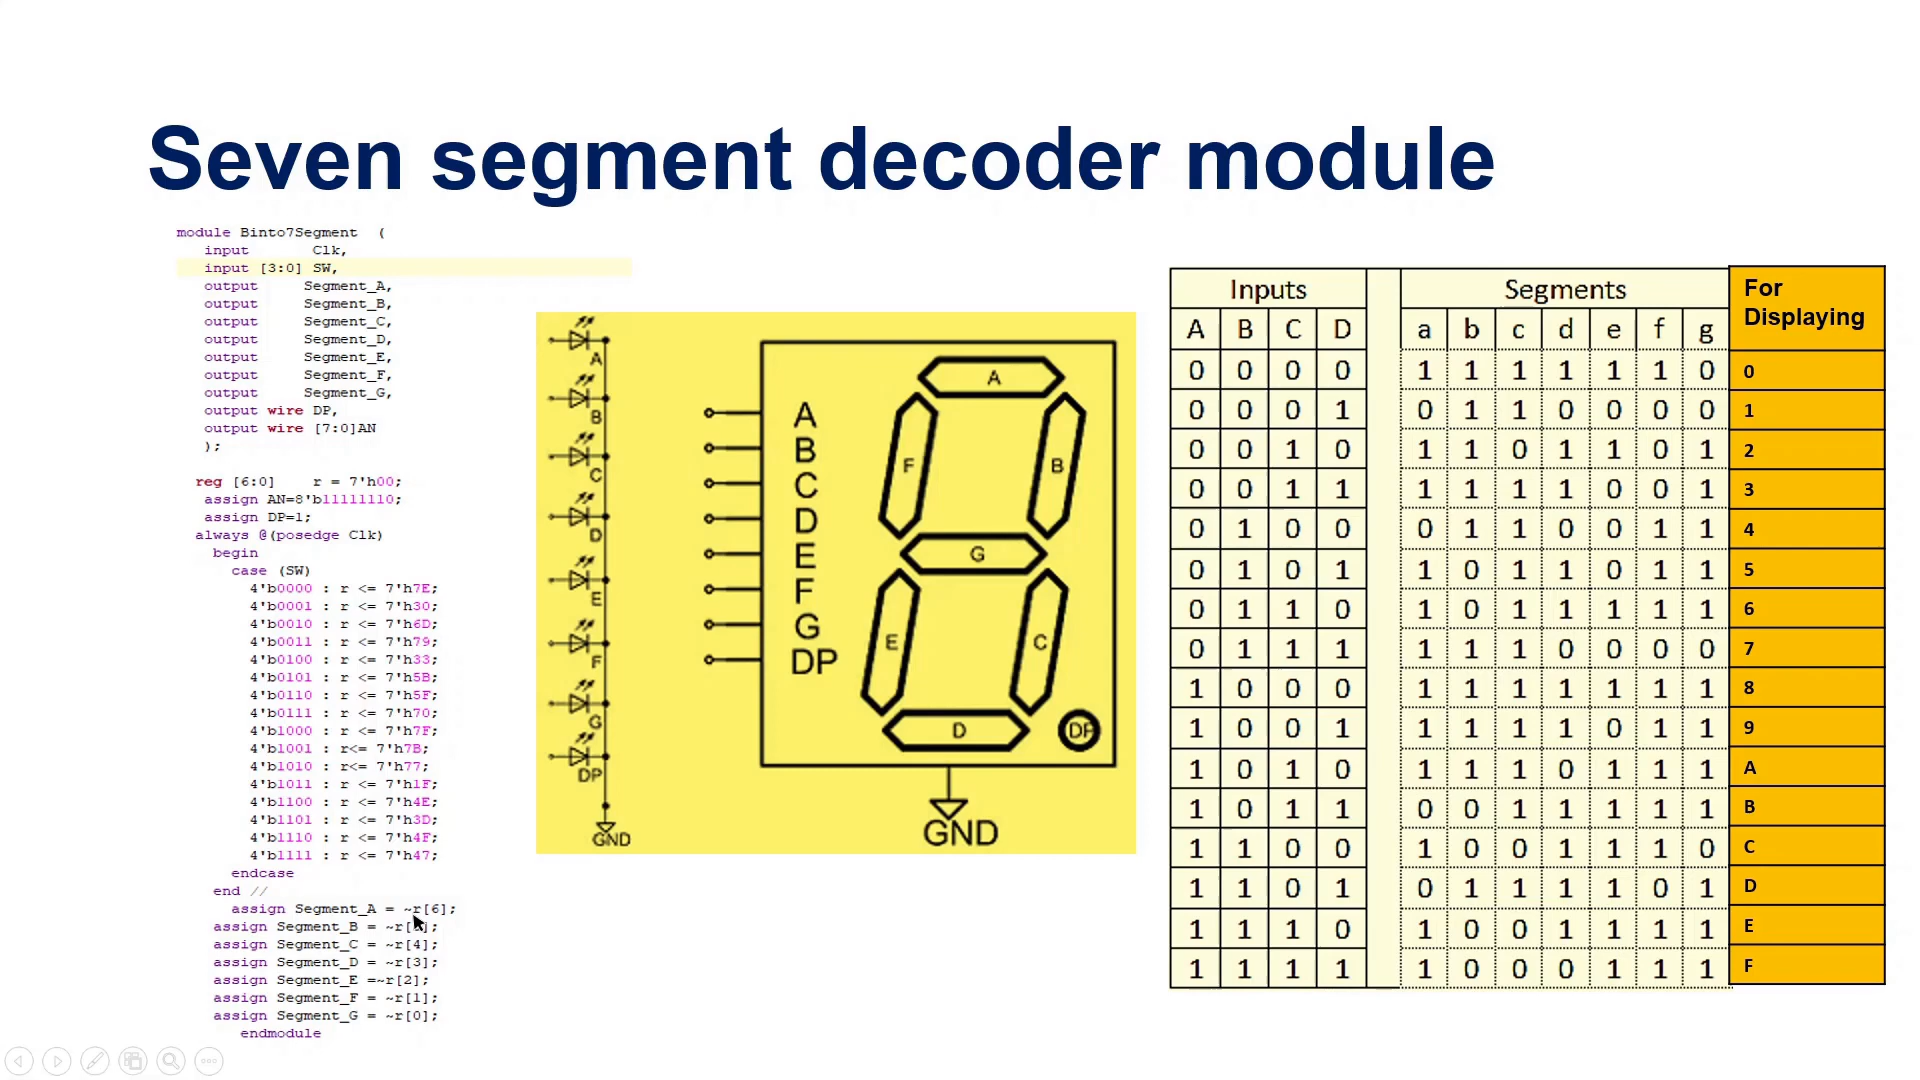 Seven segment decoder module
module Binto7Segment (
input Clk,
input [3:0] SW,
output Segment_A,
output Segment_B,
output Segment_C,
output Segment_D,
output Segment_E,
output Segment_F,
output Segment_G,
output wire DP,
output wire [7:0]AN
);
reg [6:0] r = 7'h00;
assign AN=8'b11111110;
assign DP=1;
always @(posedge Clk)
begin
case (SW)
4'b0000 : r <= 7'h7E;
4'b0001 : r <= 7'h30;
4'b0010 : r <= 7'h6D;
4'b0011 : r <= 7'h79;
4'b0100 : r <= 7'h33;
4'b0101 : r <= 7'h5B;
4'b0110 : r <= 7'h5F;
4'b0111 : r <= 7'h70;
4'b1000 : r <= 7'h7F;
4'b1001 : r<= 7'h7B;
4'b1010 : r<= 7'h77;
4'b1011 : r <= 7'h1F;
4'b1100 : r <= 7'h4E;
4'b1101 : r <= 7'h3D;
4'b1110 : r <= 7'h4F;
4'b1111 : r <= 7'h47;
endcase
end //
assign Segment_A = ~r[6];
assign Segment_B = ~r[ ];
assign Segment_C = ~r[4];
assign Segment_D = ~r[3];
assign Segment_E =~r[2];
assign Segment_F = ~r[1];
assign Segment_G = ~r[0];
endmodule
A
B
C
D
E
F
G
DP
GND
A
B
C
D
E
F
G
DP
A
F
B
G
E
C
D
DP
GND
Inputs Segments For Displaying
A B C D a b c d e f g
0 0 0 0 1 1 1 1 1 1 0 0
0 0 0 1 0 1 1 0 0 0 0 1
0 0 1 0 1 1 0 1 1 0 1 2
0 0 1 1 1 1 1 1 0 0 1 3
0 1 0 0 0 1 1 0 0 1 1 4
0 1 0 1 1 0 1 1 0 1 1 5
0 1 1 0 1 0 1 1 1 1 1 6
0 1 1 1 1 1 1 0 0 0 0 7
1 0 0 0 1 1 1 1 1 1 1 8
1 0 0 1 1 1 1 1 0 1 1 9
1 0 1 0 1 1 1 0 1 1 1 A
1 0 1 1 0 0 1 1 1 1 1 B
1 1 0 0 1 0 0 1 1 1 0 C
1 1 0 1 0 1 1 1 1 0 1 D
1 1 1 0 1 0 0 1 1 1 1 E
1 1 1 1 1 0 0 0 1 1 1 F